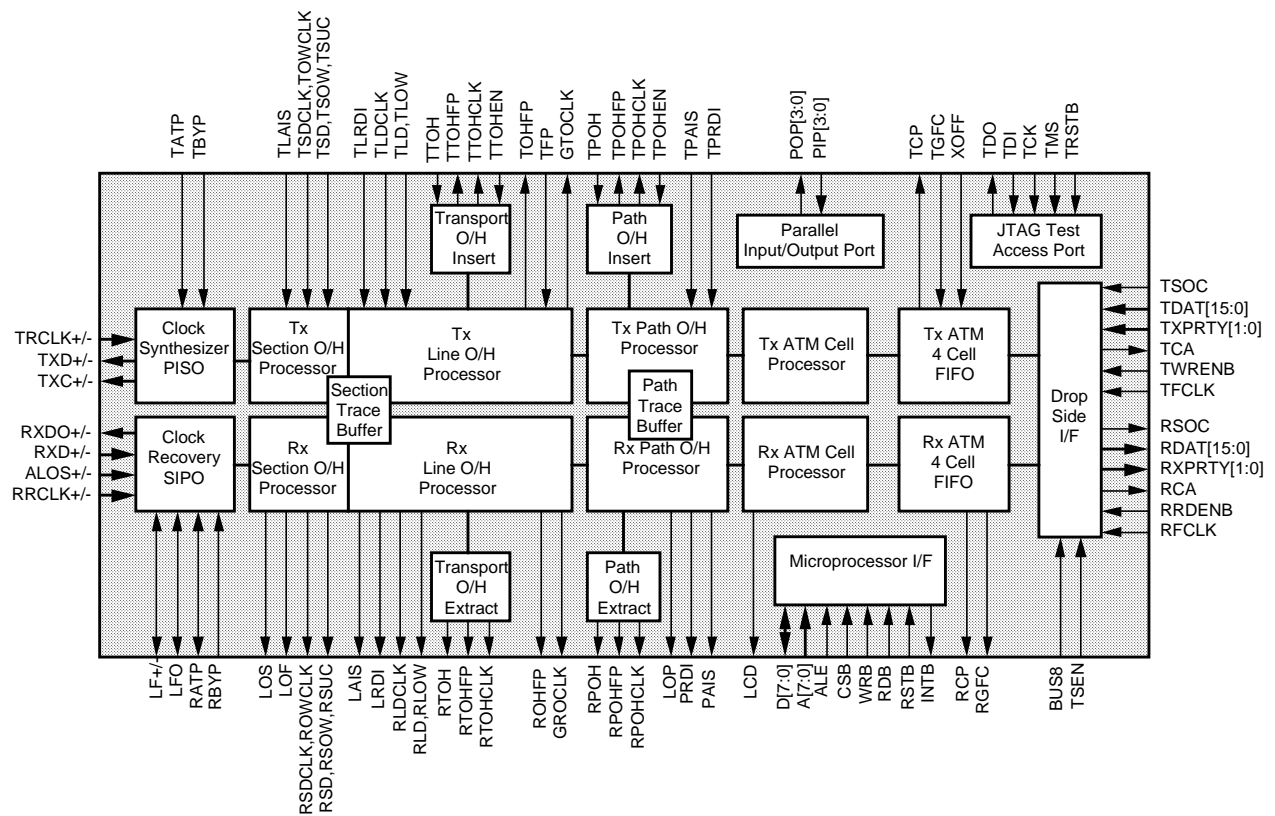 TATP
TBYP
TLAIS
TSDCLK,TOWCLK
TSD,TSOW,TSUC
TLRDI
TLDCLK
TLD,TLOW
TTOH
TTOHFP
TTOHCLK
TTOHEN
TOHFP
TFP
GTOCLK
TPOH
TPOHFP
TPOHCLK
TPOHEN
TPAIS
TPRDI
POP[3:0]
PIP[3:0]
TCP
TGFC
XOFF
TDO
TDI
TCK
TMS
TRSTB
Transport
O/H
Insert
Path
O/H
Insert
Parallel
Input/Output Port
JTAG Test
Access Port
TRCLK+/-
TXD+/-
TXC+/-
Clock
Synthesizer
PISO
Tx
Section O/H
Processor
Tx
Line O/H
Processor
Tx Path O/H
Processor
Tx ATM Cell
Processor
Tx ATM
4 Cell
FIFO
Section
Trace
Buffer
Path
Trace
Buffer
Drop
Side
I/F
TSOC
TDAT[15:0]
TXPRTY[1:0]
TCA
TWRENB
TFCLK
RSOC
RDAT[15:0]
RXPRTY[1:0]
RCA
RRDENB
RFCLK
RXDO+/-
RXD+/-
ALOS+/-
RRCLK+/-
Clock
Recovery
SIPO
Rx
Section O/H
Processor
Rx
Line O/H
Processor
Rx Path O/H
Processor
Rx ATM Cell
Processor
Rx ATM
4 Cell
FIFO
Transport
O/H
Extract
Path
O/H
Extract
Microprocessor I/F
LF+/-
LFO
RATP
RBYP
LOS
LOF
RSDCLK,ROWCLK
RSD,RSOW,RSUC
LAIS
LRDI
RLDCLK
RLD,RLOW
RTOH
RTOHFP
RTOHCLK
ROHFP
GROCLK
RPOH
RPOHFP
RPOHCLK
LOP
PRDI
PAIS
LCD
D[7:0]
A[7:0]
ALE
CSB
WRB
RDB
RSTB
INTB
RCP
RGFC
BUS8
TSEN